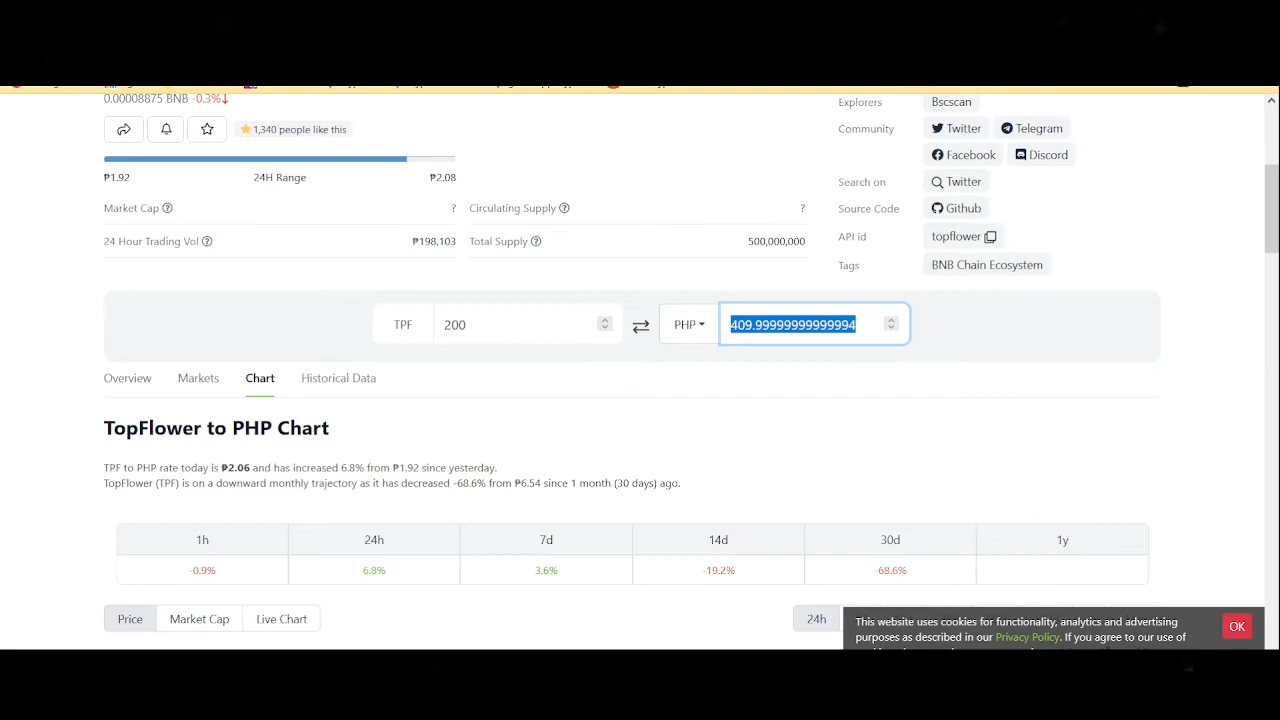 0.00008875 BNB -0.3%↓
1,340 people like this
₱1.92 24H Range ₱2.08
Market Cap ?
Circulating Supply ?
24 Hour Trading Vol ₱198,103
Total Supply 500,000,000
Explorers Bscscan
Community Twitter Telegram
Facebook Discord
Search on Twitter
Source Code Github
API id topflower
Tags BNB Chain Ecosystem
TPF 200 PHP 409.99999999999994
Overview Markets Chart Historical Data
TopFlower to PHP Chart
TPF to PHP rate today is ₱2.06 and has increased 6.8% from ₱1.92 since yesterday.
TopFlower (TPF) is on a downward monthly trajectory as it has decreased -68.6% from ₱6.54 since 1 month (30 days) ago.
1h 24h 7d 14d 30d 1y
-0.9% 6.8% 3.6% -19.2% -68.6%
Price Market Cap Live Chart
24h
This website uses cookies for functionality, analytics and advertising
purposes as described in our Privacy Policy. If you agree to our use of
OK